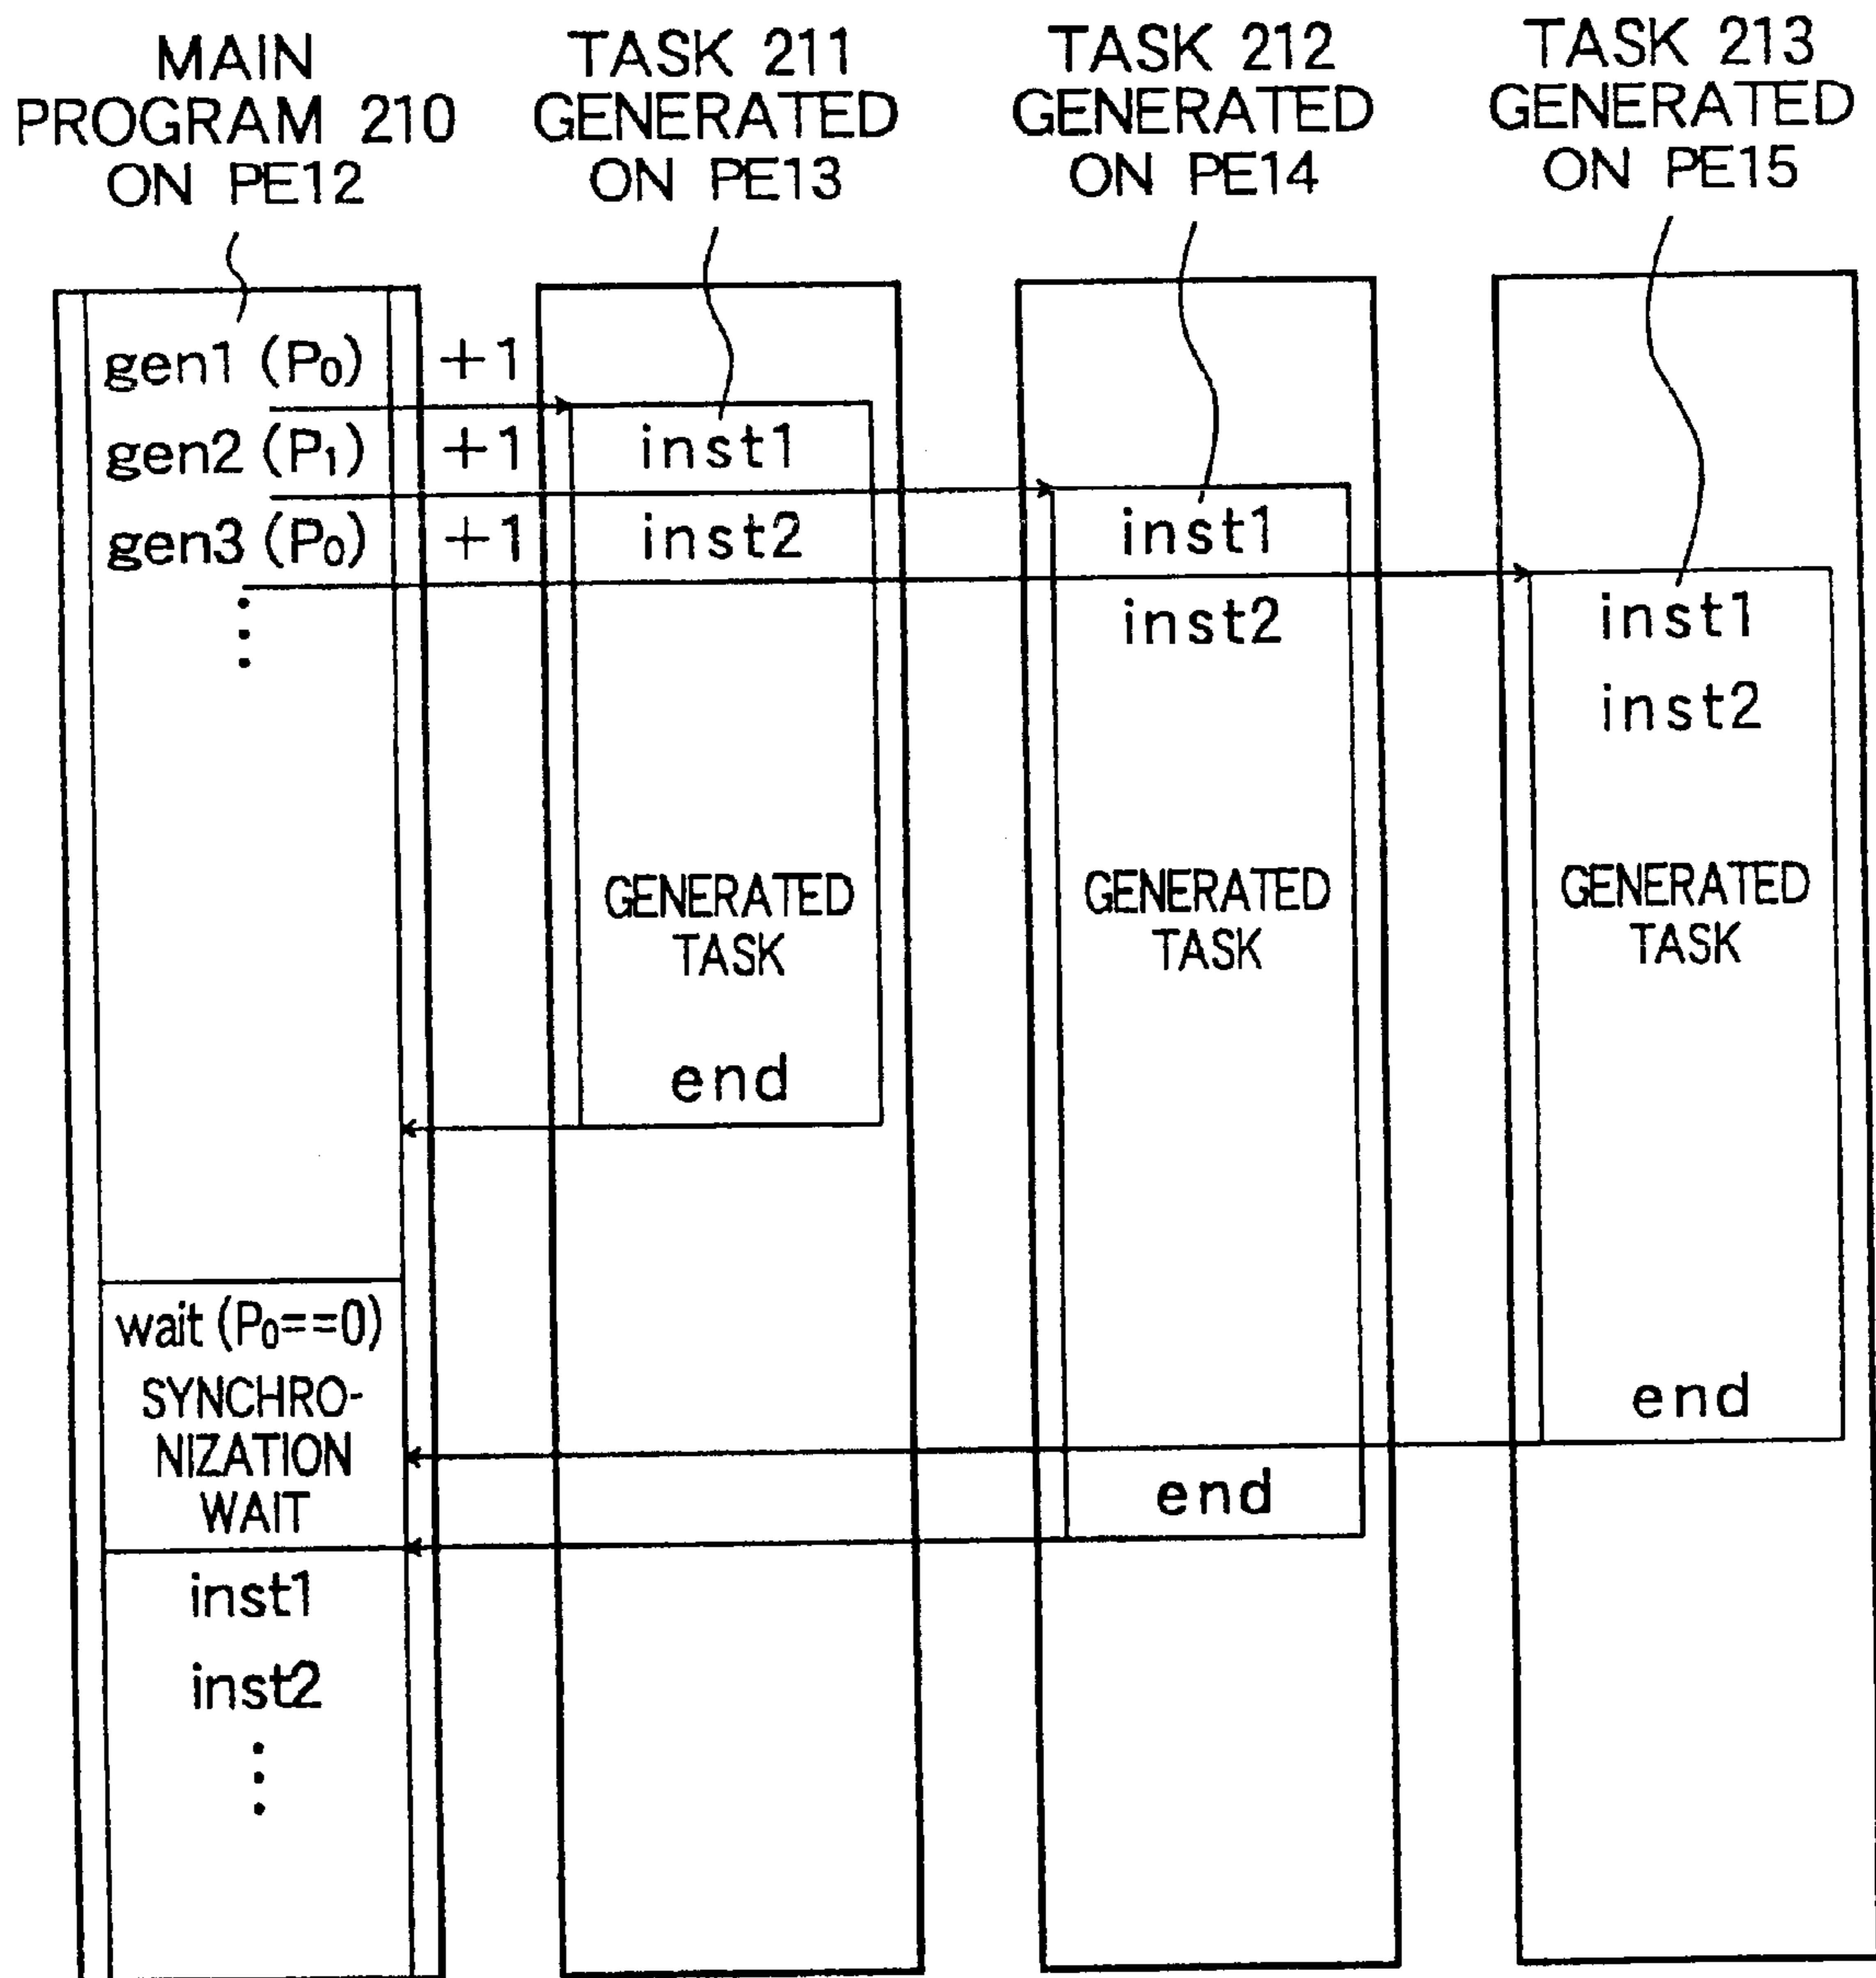 MAIN
PROGRAM 210
ON PE12
TASK 211
GENERATED
ON PE13
TASK 212
GENERATED
ON PE14
TASK 213
GENERATED
ON PE15
gen1 (P₀) +1
gen2 (P₁) +1
gen3 (P₀) +1
⋮
wait (P₀==0)
SYNCHRO-
NIZATION
WAIT
inst1
inst2
⋮
inst1
inst2
GENERATED
TASK
end
inst1
inst2
GENERATED
TASK
end
inst1
inst2
GENERATED
TASK
end